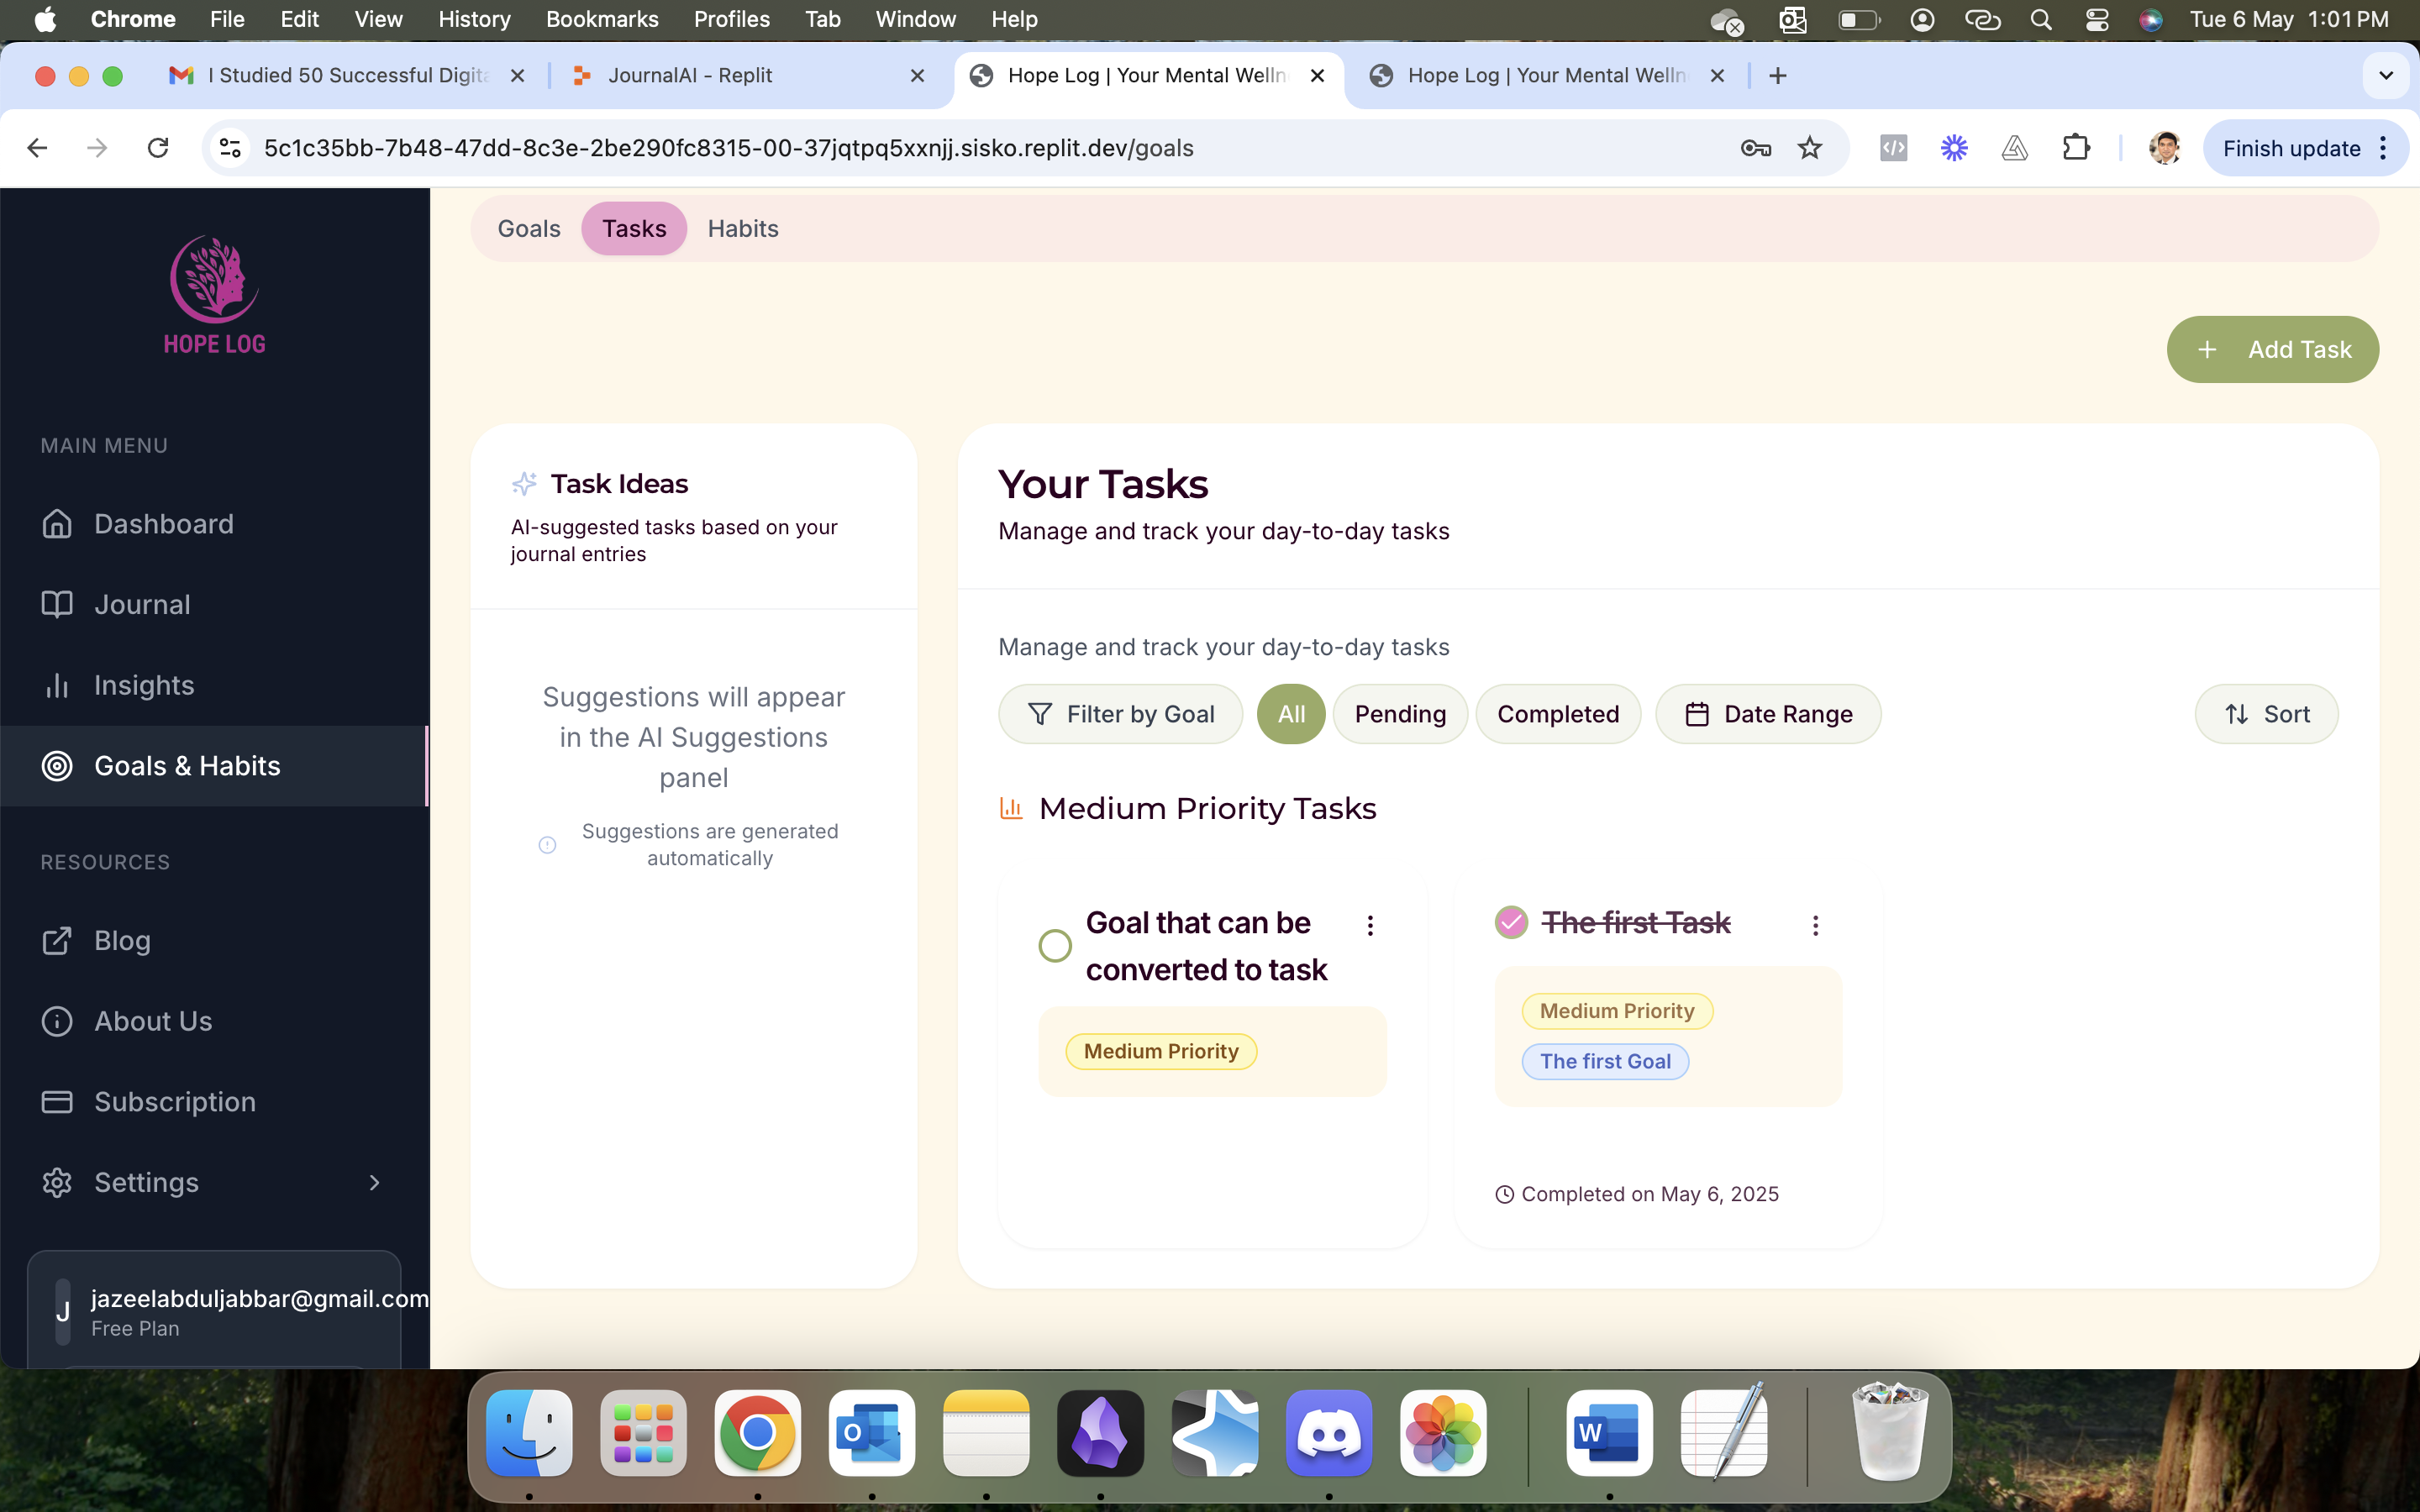 Chrome File Edit View History Bookmarks Profiles Tab Window Help Tue 6 May 1:01 PM
I Studied 50 Successful Digita JournalAI - Replit Hope Log | Your Mental Welln Hope Log | Your Mental Welln
5c1c35bb-7b48-47dd-8c3e-2be290fc8315-00-37jqtpq5xxnjj.sisko.replit.dev/goals Finish update
HOPE LOG
MAIN MENU
Dashboard
Journal
Insights
Goals & Habits
RESOURCES
Blog
About Us
Subscription
Settings
J
jazeelabduljabbar@gmail.com
Free Plan
Goals Tasks Habits
+ Add Task
Task Ideas
AI-suggested tasks based on your
journal entries
Suggestions will appear
in the AI Suggestions
panel
Suggestions are generated
automatically
Your Tasks
Manage and track your day-to-day tasks
Manage and track your day-to-day tasks
Filter by Goal All Pending Completed Date Range Sort
Medium Priority Tasks
Goal that can be
converted to task
Medium Priority
The first Task
Medium Priority
The first Goal
Completed on May 6, 2025